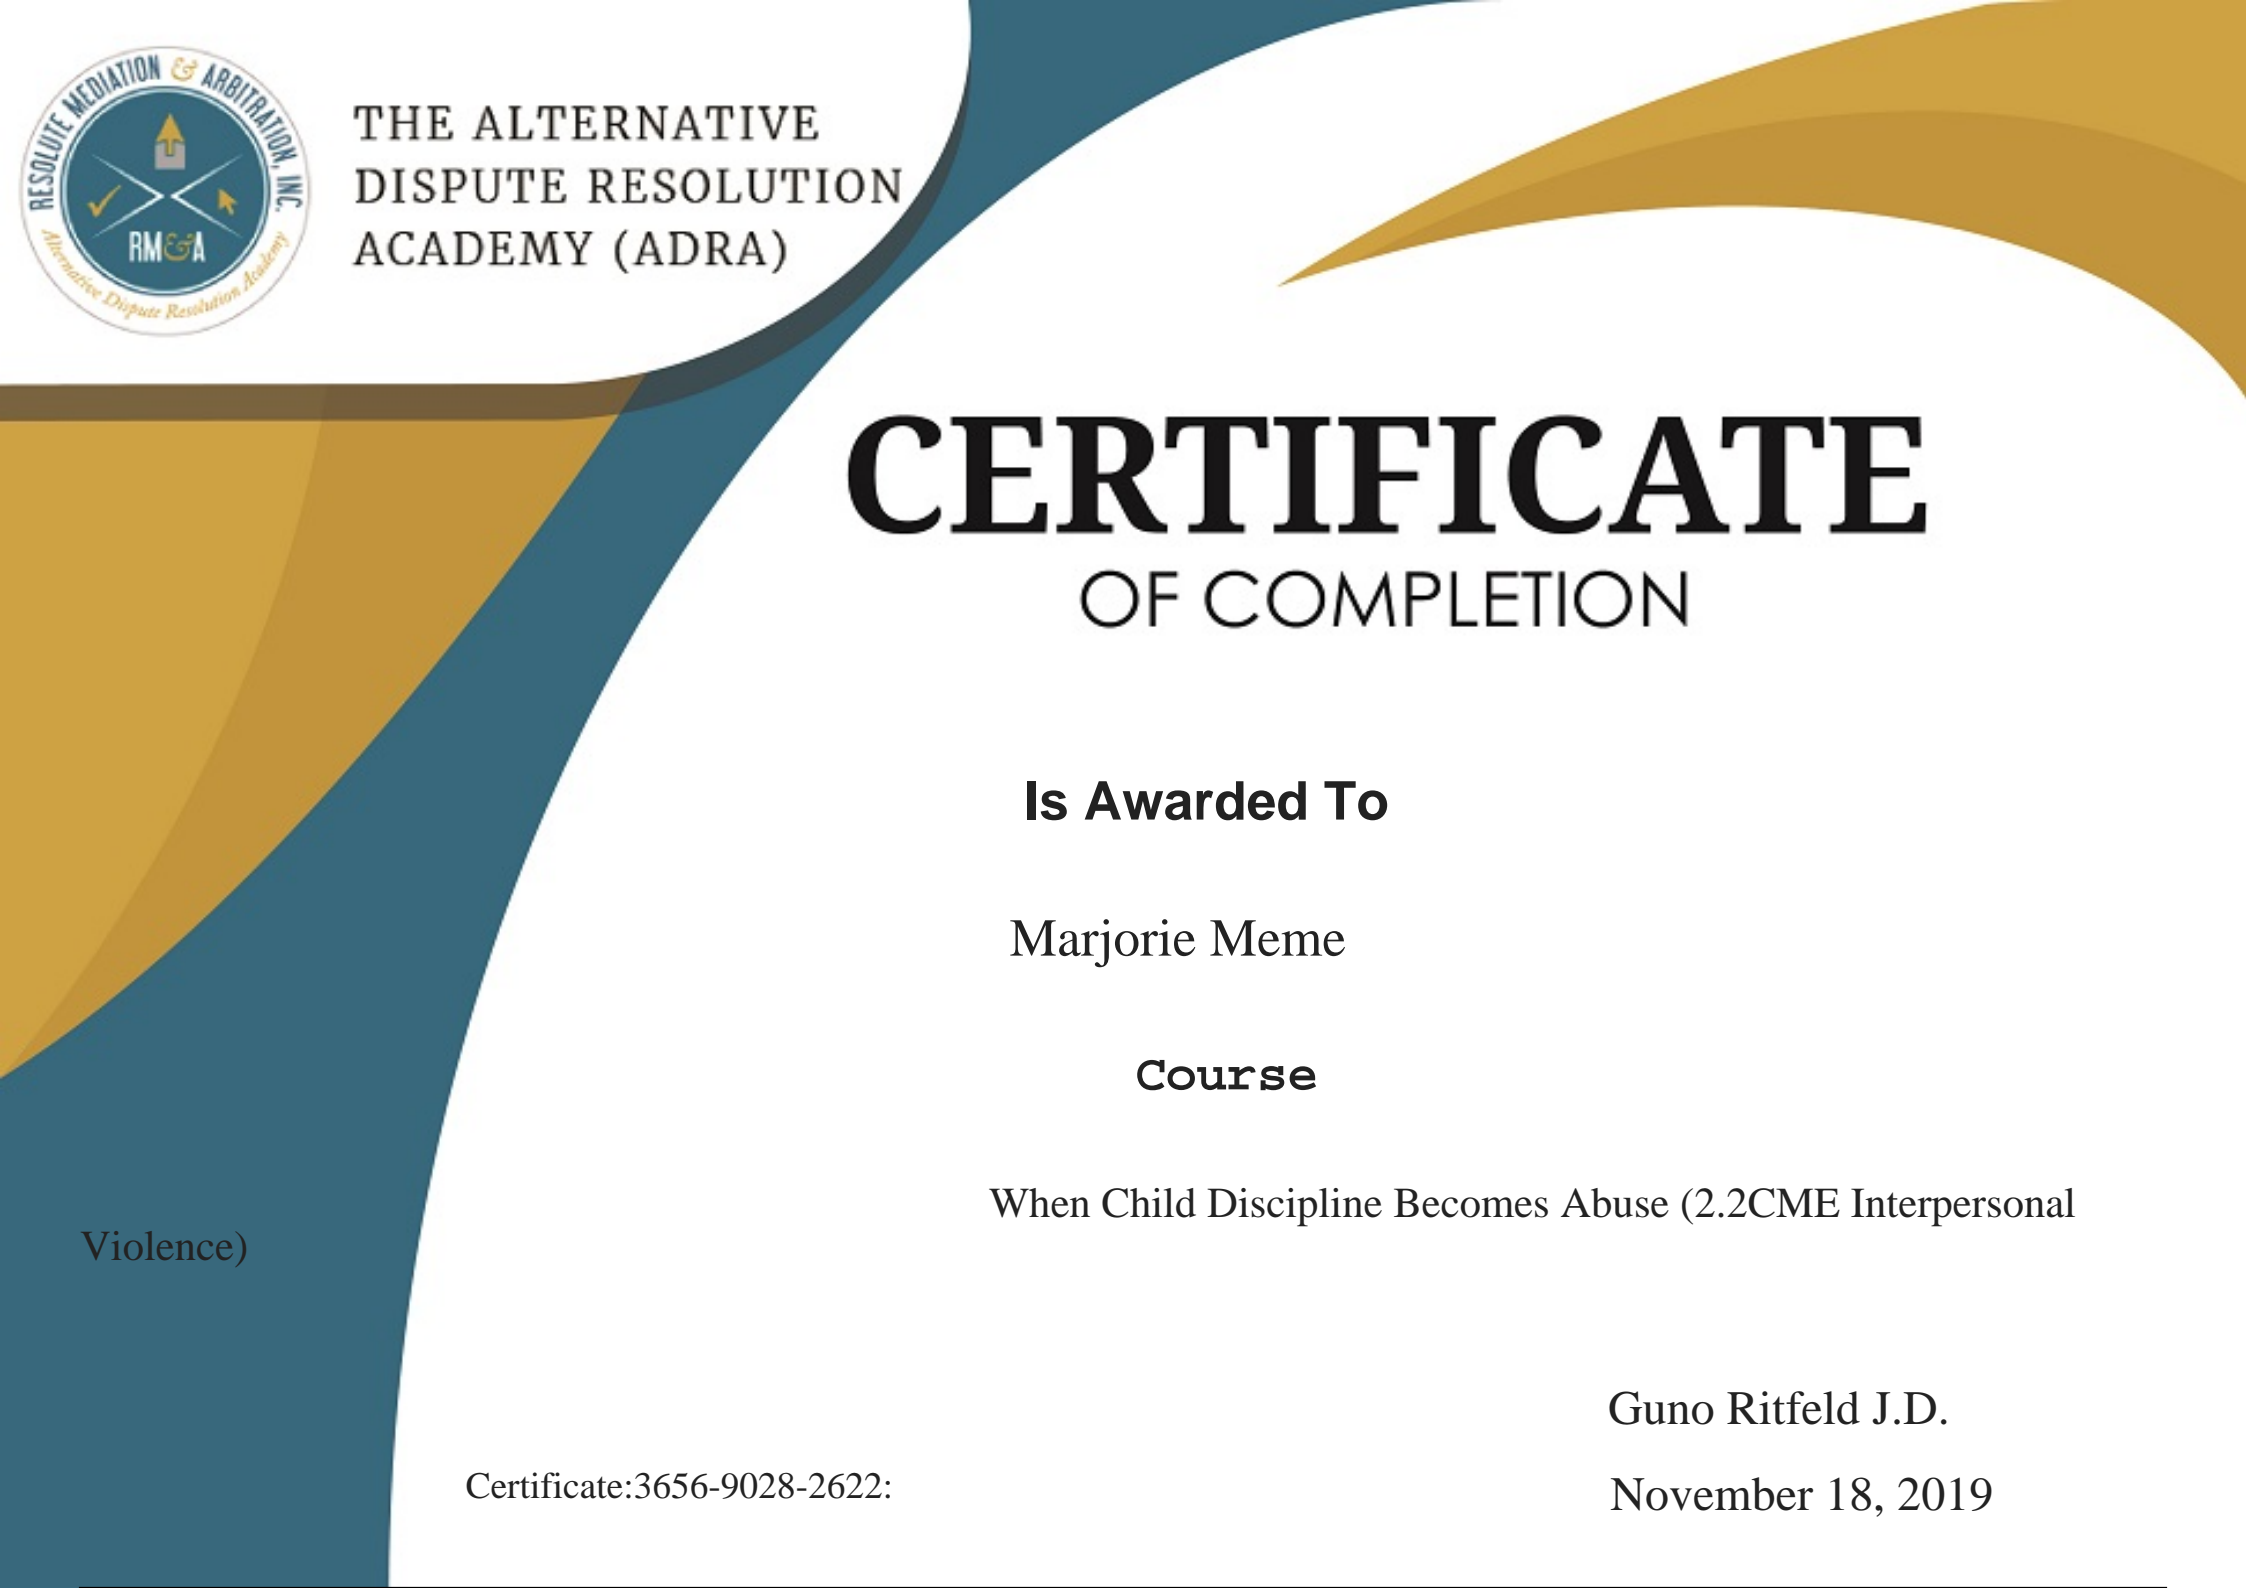 RESOLUTE MEDIATION & ARBITRATION, INC.
RM&A
Alternative Dispute Resolution Academy
THE ALTERNATIVE
DISPUTE RESOLUTION
ACADEMY (ADRA)
CERTIFICATE
OF COMPLETION
Is Awarded To
Marjorie Meme
Course
When Child Discipline Becomes Abuse (2.2CME Interpersonal
Violence)
Guno Ritfeld J.D.
Certificate:3656-9028-2622:
November 18, 2019